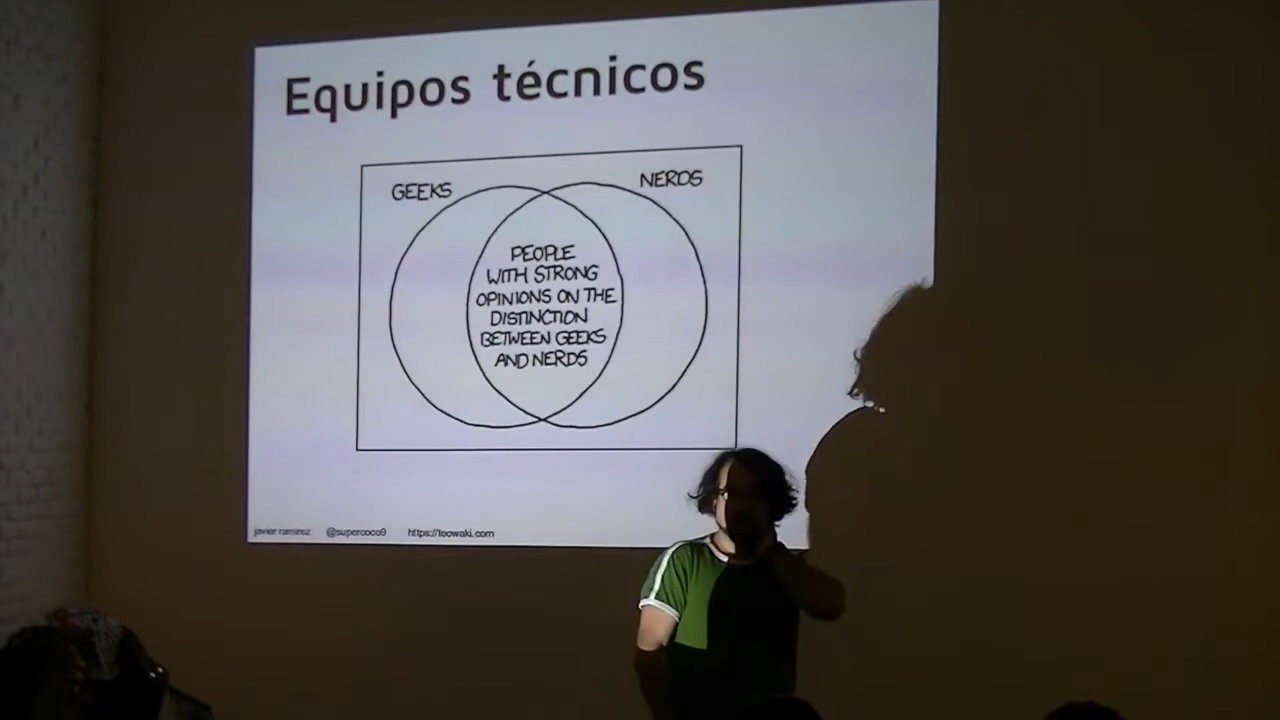 Equipos técnicos
GEEKS
NERDS
PEOPLE
WITH STRONG
OPINIONS ON THE
DISTINCTION
BETWEEN GEEKS
AND NERDS
javier ramirez @supercoco9 https://teowaki.com